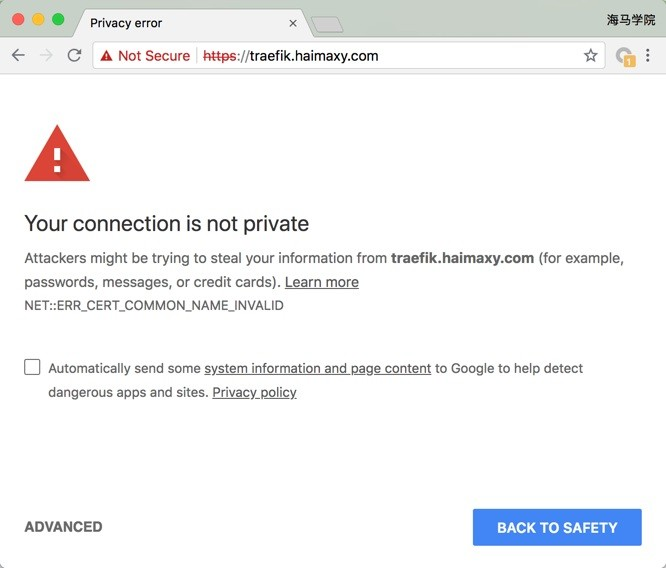 Privacy error
海马学院
Not Secure https://traefik.haimaxy.com
1
Your connection is not private
Attackers might be trying to steal your information from traefik.haimaxy.com (for example,
passwords, messages, or credit cards). Learn more
NET::ERR_CERT_COMMON_NAME_INVALID
Automatically send some system information and page content to Google to help detect
dangerous apps and sites. Privacy policy
ADVANCED
BACK TO SAFETY